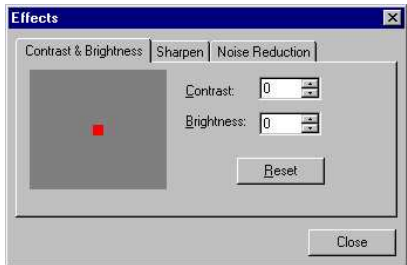 Effects
Contrast & Brightness Sharpen Noise Reduction
Contrast: 0
Brightness: 0
Reset
Close